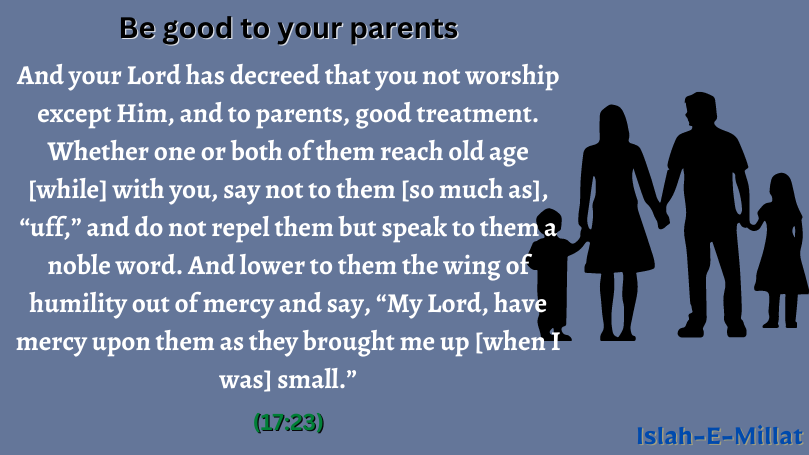 Be good to your parents
And your Lord has decreed that you not worship
except Him, and to parents, good treatment.
Whether one or both of them reach old age
[while] with you, say not to them [so much as],
“uff,” and do not repel them but speak to them a
noble word. And lower to them the wing of
humility out of mercy and say, “My Lord, have
mercy upon them as they brought me up [when I
was] small.”
(17:23)
Islah-E-Millat